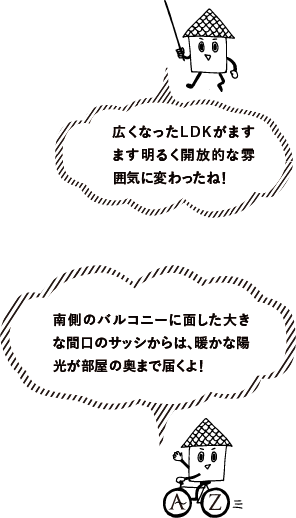 広くなったLDKがます
ます明るく開放的な雰
囲気に変わったね！
南側のバルコニーに面した大き
な間口のサッシからは、暖かな陽
光が部屋の奥まで届くよ！
A Z